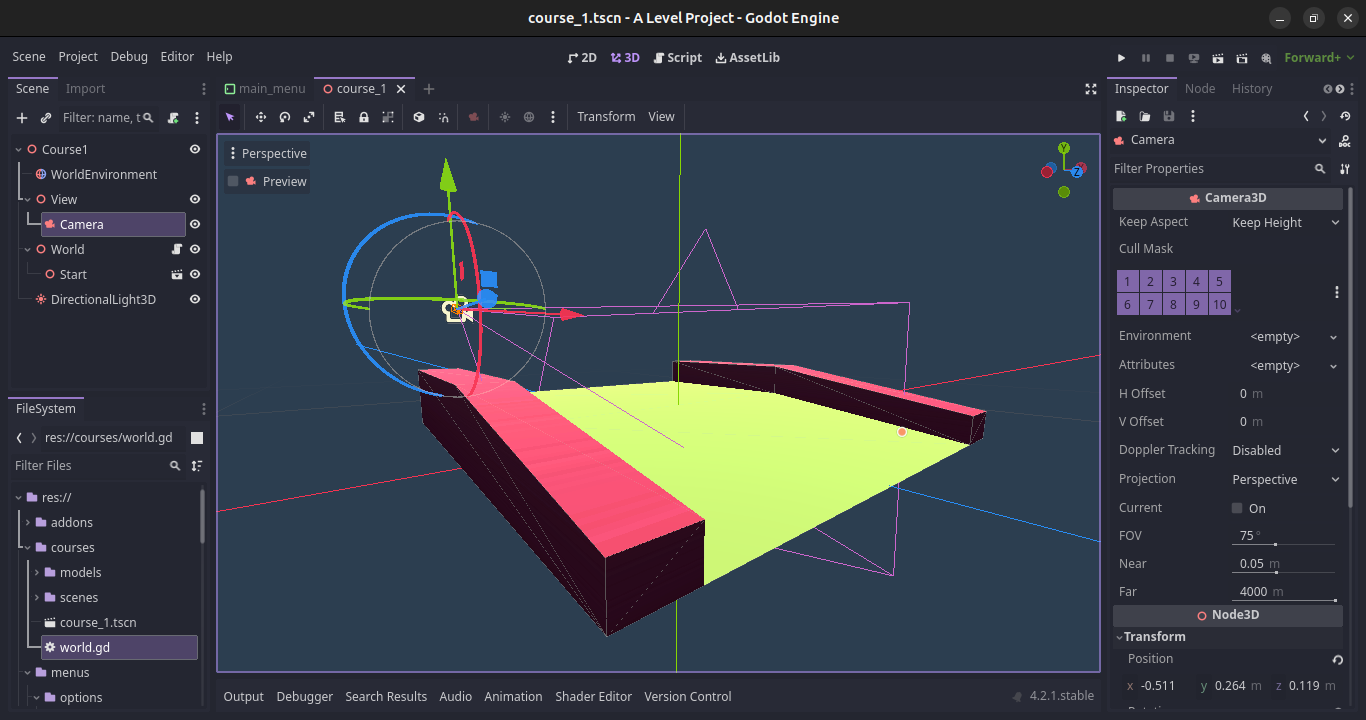 course_1.tscn - A Level Project - Godot Engine
Scene Project Debug Editor Help
2D 3D Script AssetLib
Forward+
Scene Import
Filter: name, t
Course1
WorldEnvironment
View
Camera
World
Start
DirectionalLight3D
FileSystem
res://courses/world.gd
Filter Files
res://
addons
courses
models
scenes
course_1.tscn
world.gd
menus
options
main_menu course_1
Transform View
Perspective
Preview
Y
Z
Output Debugger Search Results Audio Animation Shader Editor Version Control 4.2.1.stable
Inspector Node History
Camera
Filter Properties
Camera3D
Keep Aspect Keep Height
Cull Mask
1 2 3 4 5
6 7 8 9 10
Environment <empty>
Attributes <empty>
H Offset 0 m
V Offset 0 m
Doppler Tracking Disabled
Projection Perspective
Current On
FOV 75 °
Near 0.05 m
Far 4000 m
Node3D
Transform
Position
x -0.511 y 0.264 m z 0.119 m